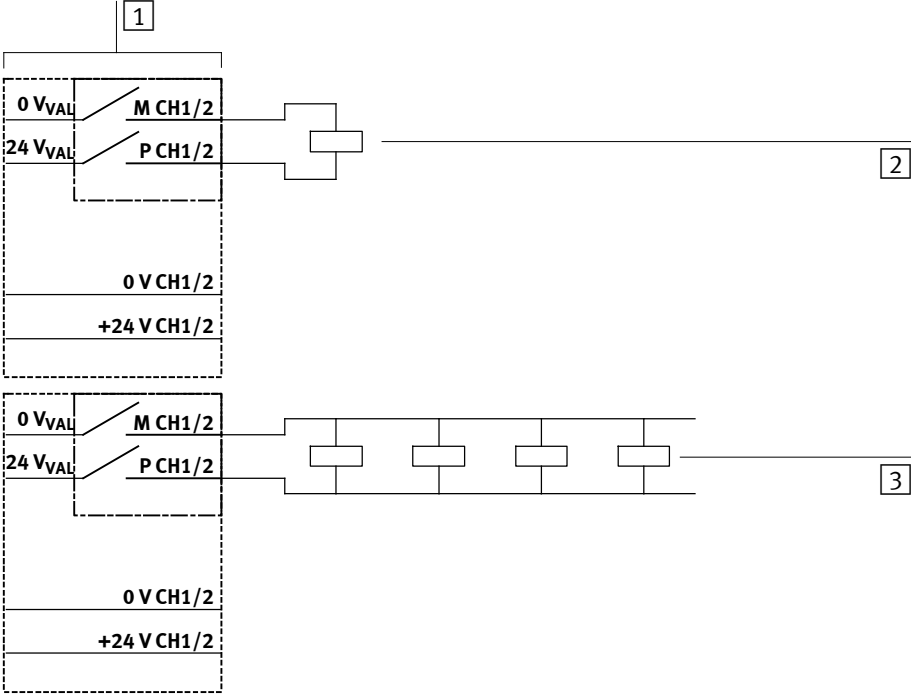 1
0 VVAL M CH1/2
24 VVAL P CH1/2
2
0 V CH1/2
+24 V CH1/2
0 VVAL M CH1/2
24 VVAL P CH1/2
3
0 V CH1/2
+24 V CH1/2